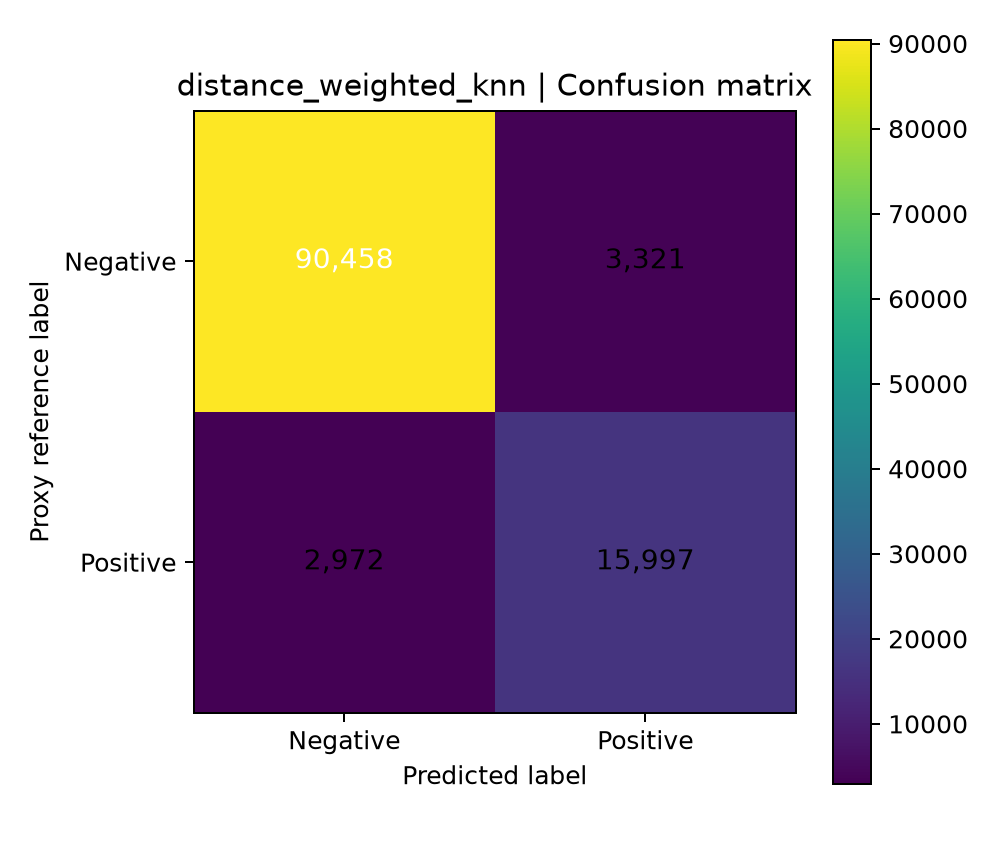 distance_weighted_knn | Confusion matrix
Proxy reference label
Negative
90,458
3,321
Positive
2,972
15,997
Negative
Positive
Predicted label
90000
80000
70000
60000
50000
40000
30000
20000
10000